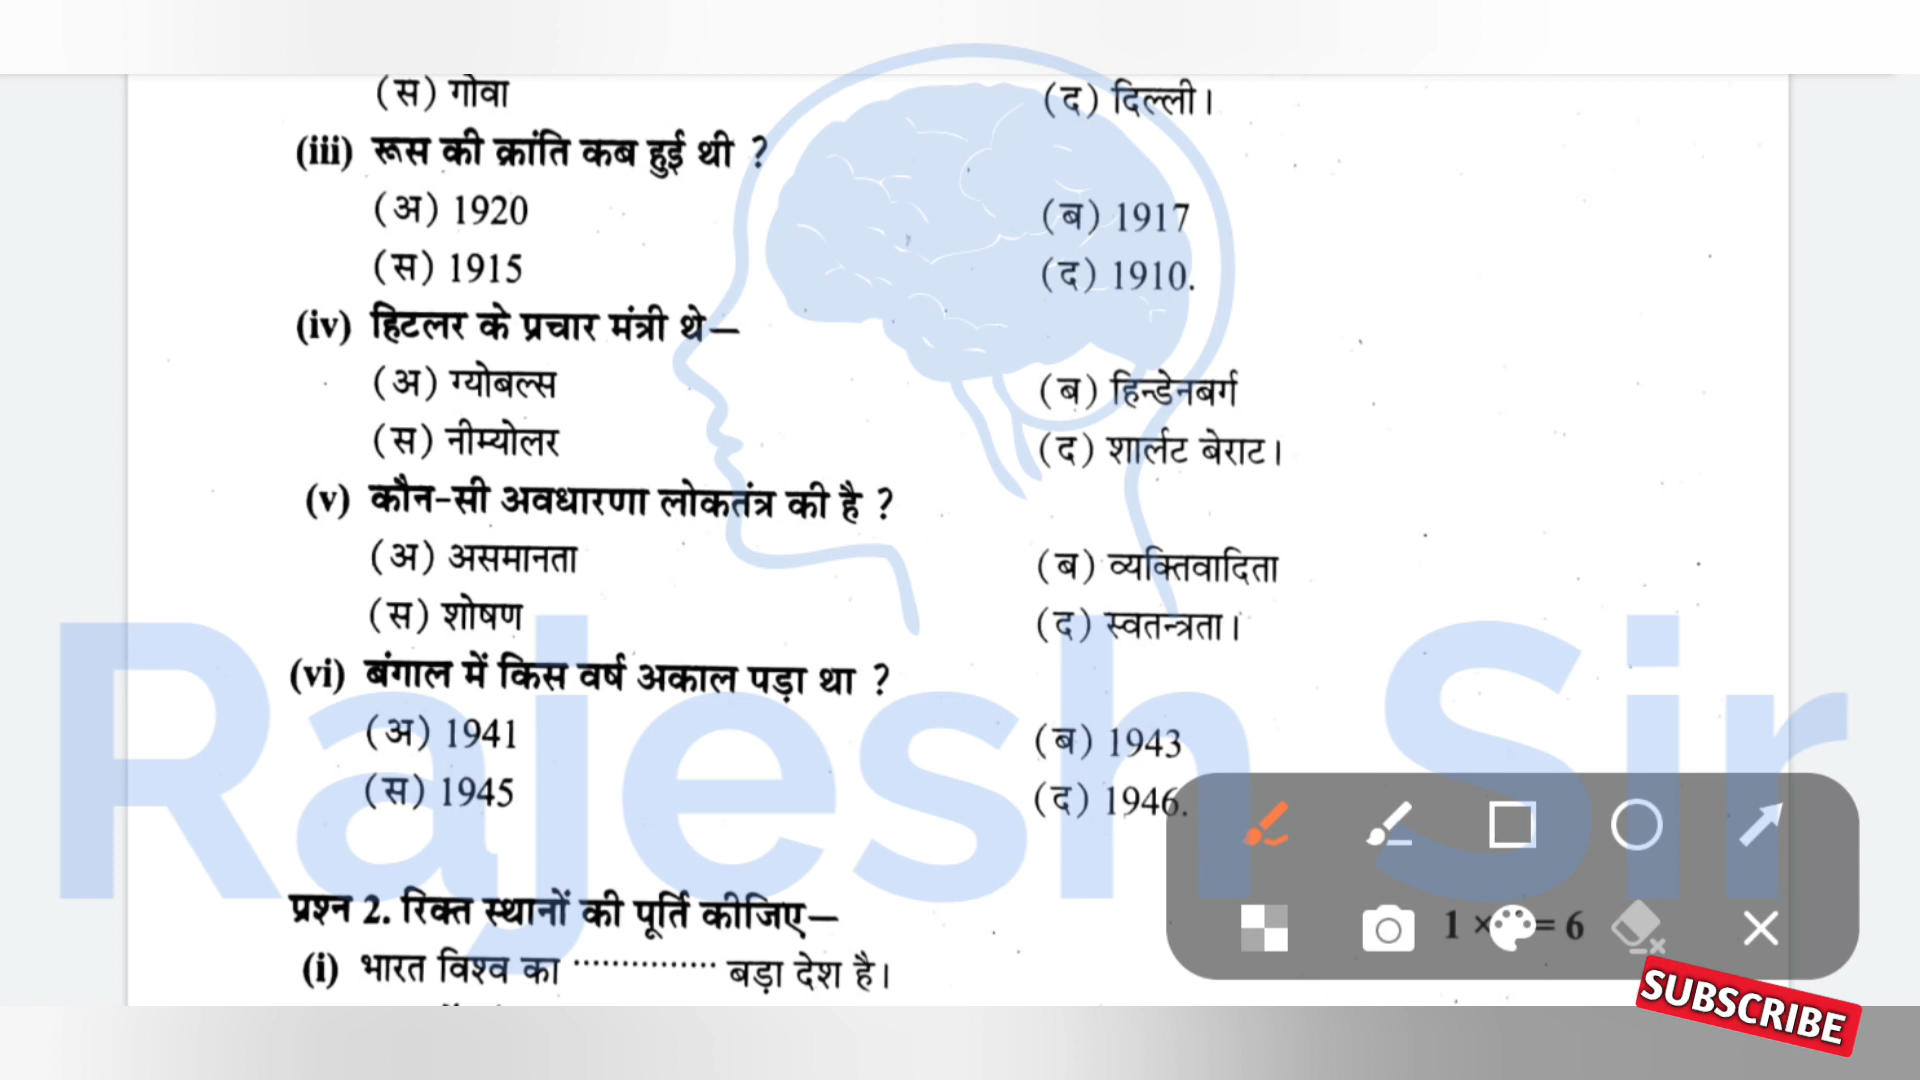 (स) गोवा (द) दिल्ली।
(iii) रूस की क्रांति कब हुई थी ?
(अ) 1920 (ब) 1917
(स) 1915 (द) 1910.
(iv) हिटलर के प्रचार मंत्री थे—
(अ) ग्योबल्स (ब) हिन्डेनबर्ग
(स) नीम्योलर (द) शार्लट बेराट।
(v) कौन-सी अवधारणा लोकतंत्र की है ?
(अ) असमानता (ब) व्यक्तिवादिता
(स) शोषण (द) स्वतन्त्रता।
(vi) बंगाल में किस वर्ष अकाल पड़ा था ?
(अ) 1941 (ब) 1943
(स) 1945 (द) 1946.
Rajesh Sir
प्रश्न 2. रिक्त स्थानों की पूर्ति कीजिए— 1 × = 6
(i) भारत विश्व का ............... बड़ा देश है।
SUBSCRIBE